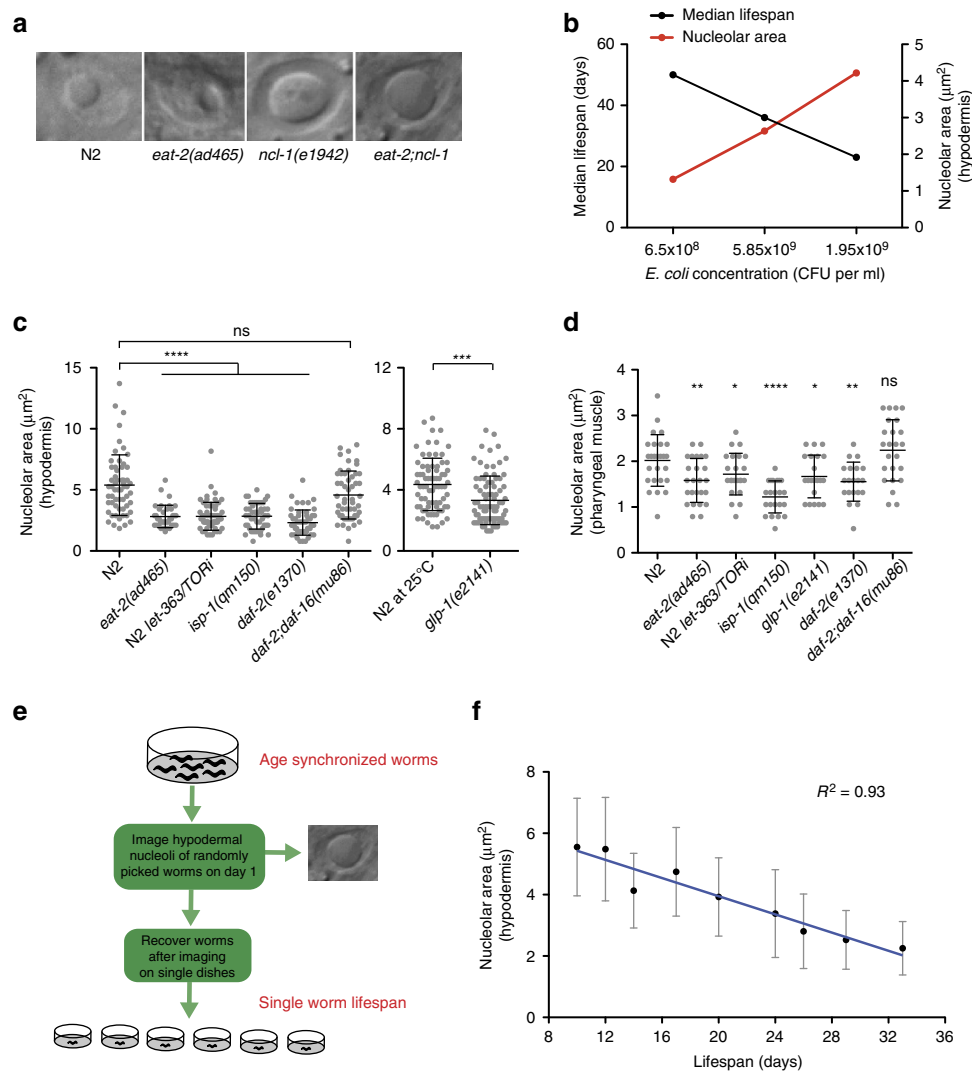 a
N2
eat-2(ad465)
ncl-1(e1942)
eat-2;ncl-1
b
Median lifespan
Nucleolar area
Median lifespan (days)
60
40
20
0
5
4
3
2
1
0
Nucleolar area (μm²)
(hypodermis)
6.5x10⁸
5.85x10⁹
1.95x10⁹
E. coli concentration (CFU per ml)
c
ns
****
Nucleolar area (μm²)
(hypodermis)
15
10
5
0
N2
eat-2(ad465)
N2 let-363/TORi
isp-1(qm150)
daf-2(e1370)
daf-2;daf-16(mu86)
***
12
8
4
0
N2 at 25°C
glp-1(e2141)
d
Nucleolar area (μm²)
(pharyngeal muscle)
4
3
2
1
0
**
*
****
*
**
ns
N2
eat-2(ad465)
N2 let-363/TORi
isp-1(qm150)
glp-1(e2141)
daf-2(e1370)
daf-2;daf-16(mu86)
e
Age synchronized worms
Image hypodermal
nucleoli of randomly
picked worms on day 1
Recover worms
after imaging
on single dishes
Single worm lifespan
f
R² = 0.93
Nucleolar area (μm²)
(hypodermis)
8
6
4
2
0
8
12
16
20
24
28
32
36
Lifespan (days)